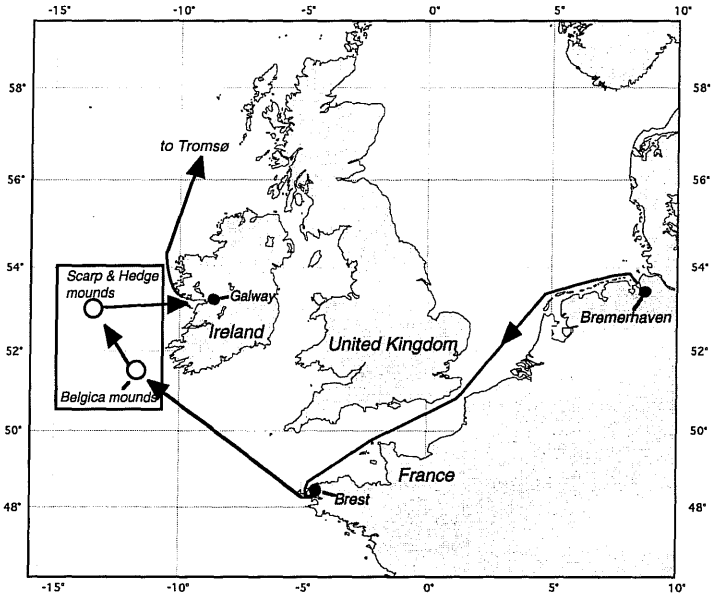 -15° -10° -5° 0° 5° 10°
58° 58°
to Tromsø
56° 56°
54° 54°
Scarp & Hedge
mounds
Galway
Bremerhaven
Ireland
United Kingdom
52° 52°
Belgica mounds
50° 50°
France
Brest
48° 48°
-15° -10° -5° 0° 5° 10°